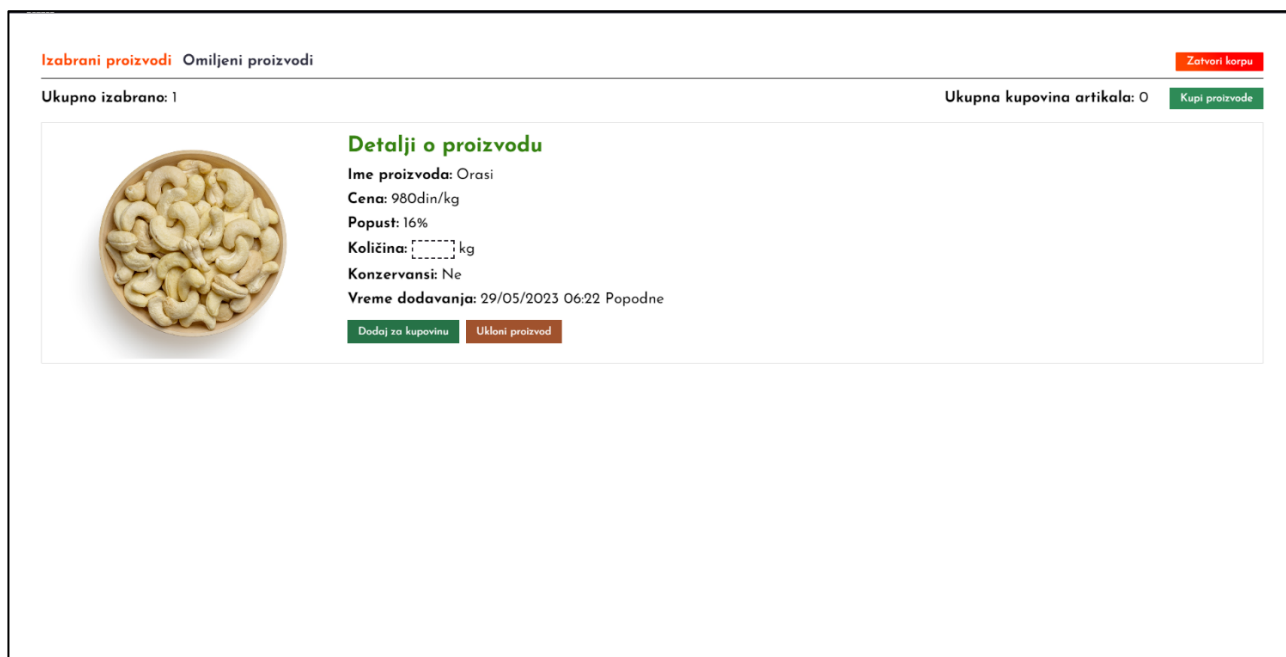 Izabrani proizvodi Omiljeni proizvodi Zatvori korpu
Ukupno izabrano: 1 Ukupna kupovina artikala: 0 Kupi proizvode
Detalji o proizvodu
Ime proizvoda: Orasi
Cena: 980din/kg
Popust: 16%
Količina: kg
Konzervansi: Ne
Vreme dodavanja: 29/05/2023 06:22 Popodne
Dodaj za kupovinu Ukloni proizvod